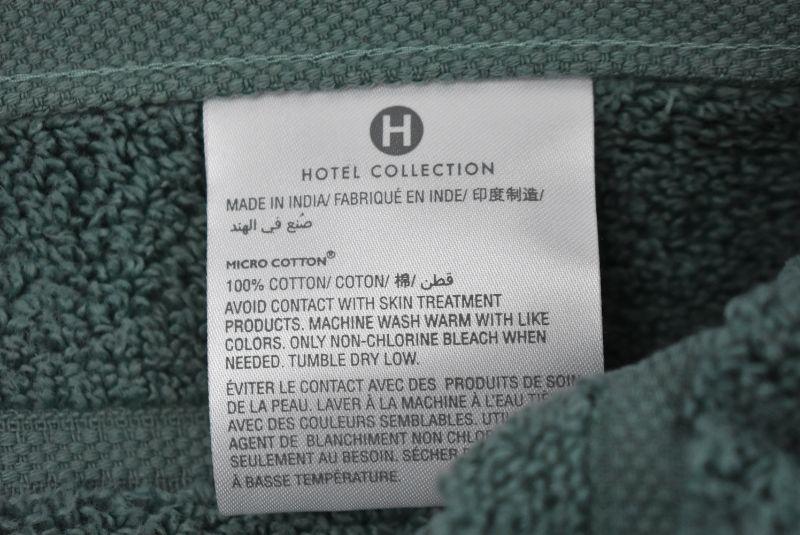 H
HOTEL COLLECTION
MADE IN INDIA/ FABRIQUÉ EN INDE/ 印度制造/
صُنع في الهند
MICRO COTTON®
100% COTTON/ COTON/ 棉/ قطن
AVOID CONTACT WITH SKIN TREATMENT
PRODUCTS. MACHINE WASH WARM WITH LIKE
COLORS. ONLY NON-CHLORINE BLEACH WHEN
NEEDED. TUMBLE DRY LOW.
ÉVITER LE CONTACT AVEC DES PRODUITS DE SOIN
DE LA PEAU. LAVER À LA MACHINE À L'EAU
AVEC DES COULEURS SEMBLABLES.
AGENT DE BLANCHIMENT NON
SEULEMENT AU BESOIN. SÉCHER
À BASSE TEMPÉRATURE.